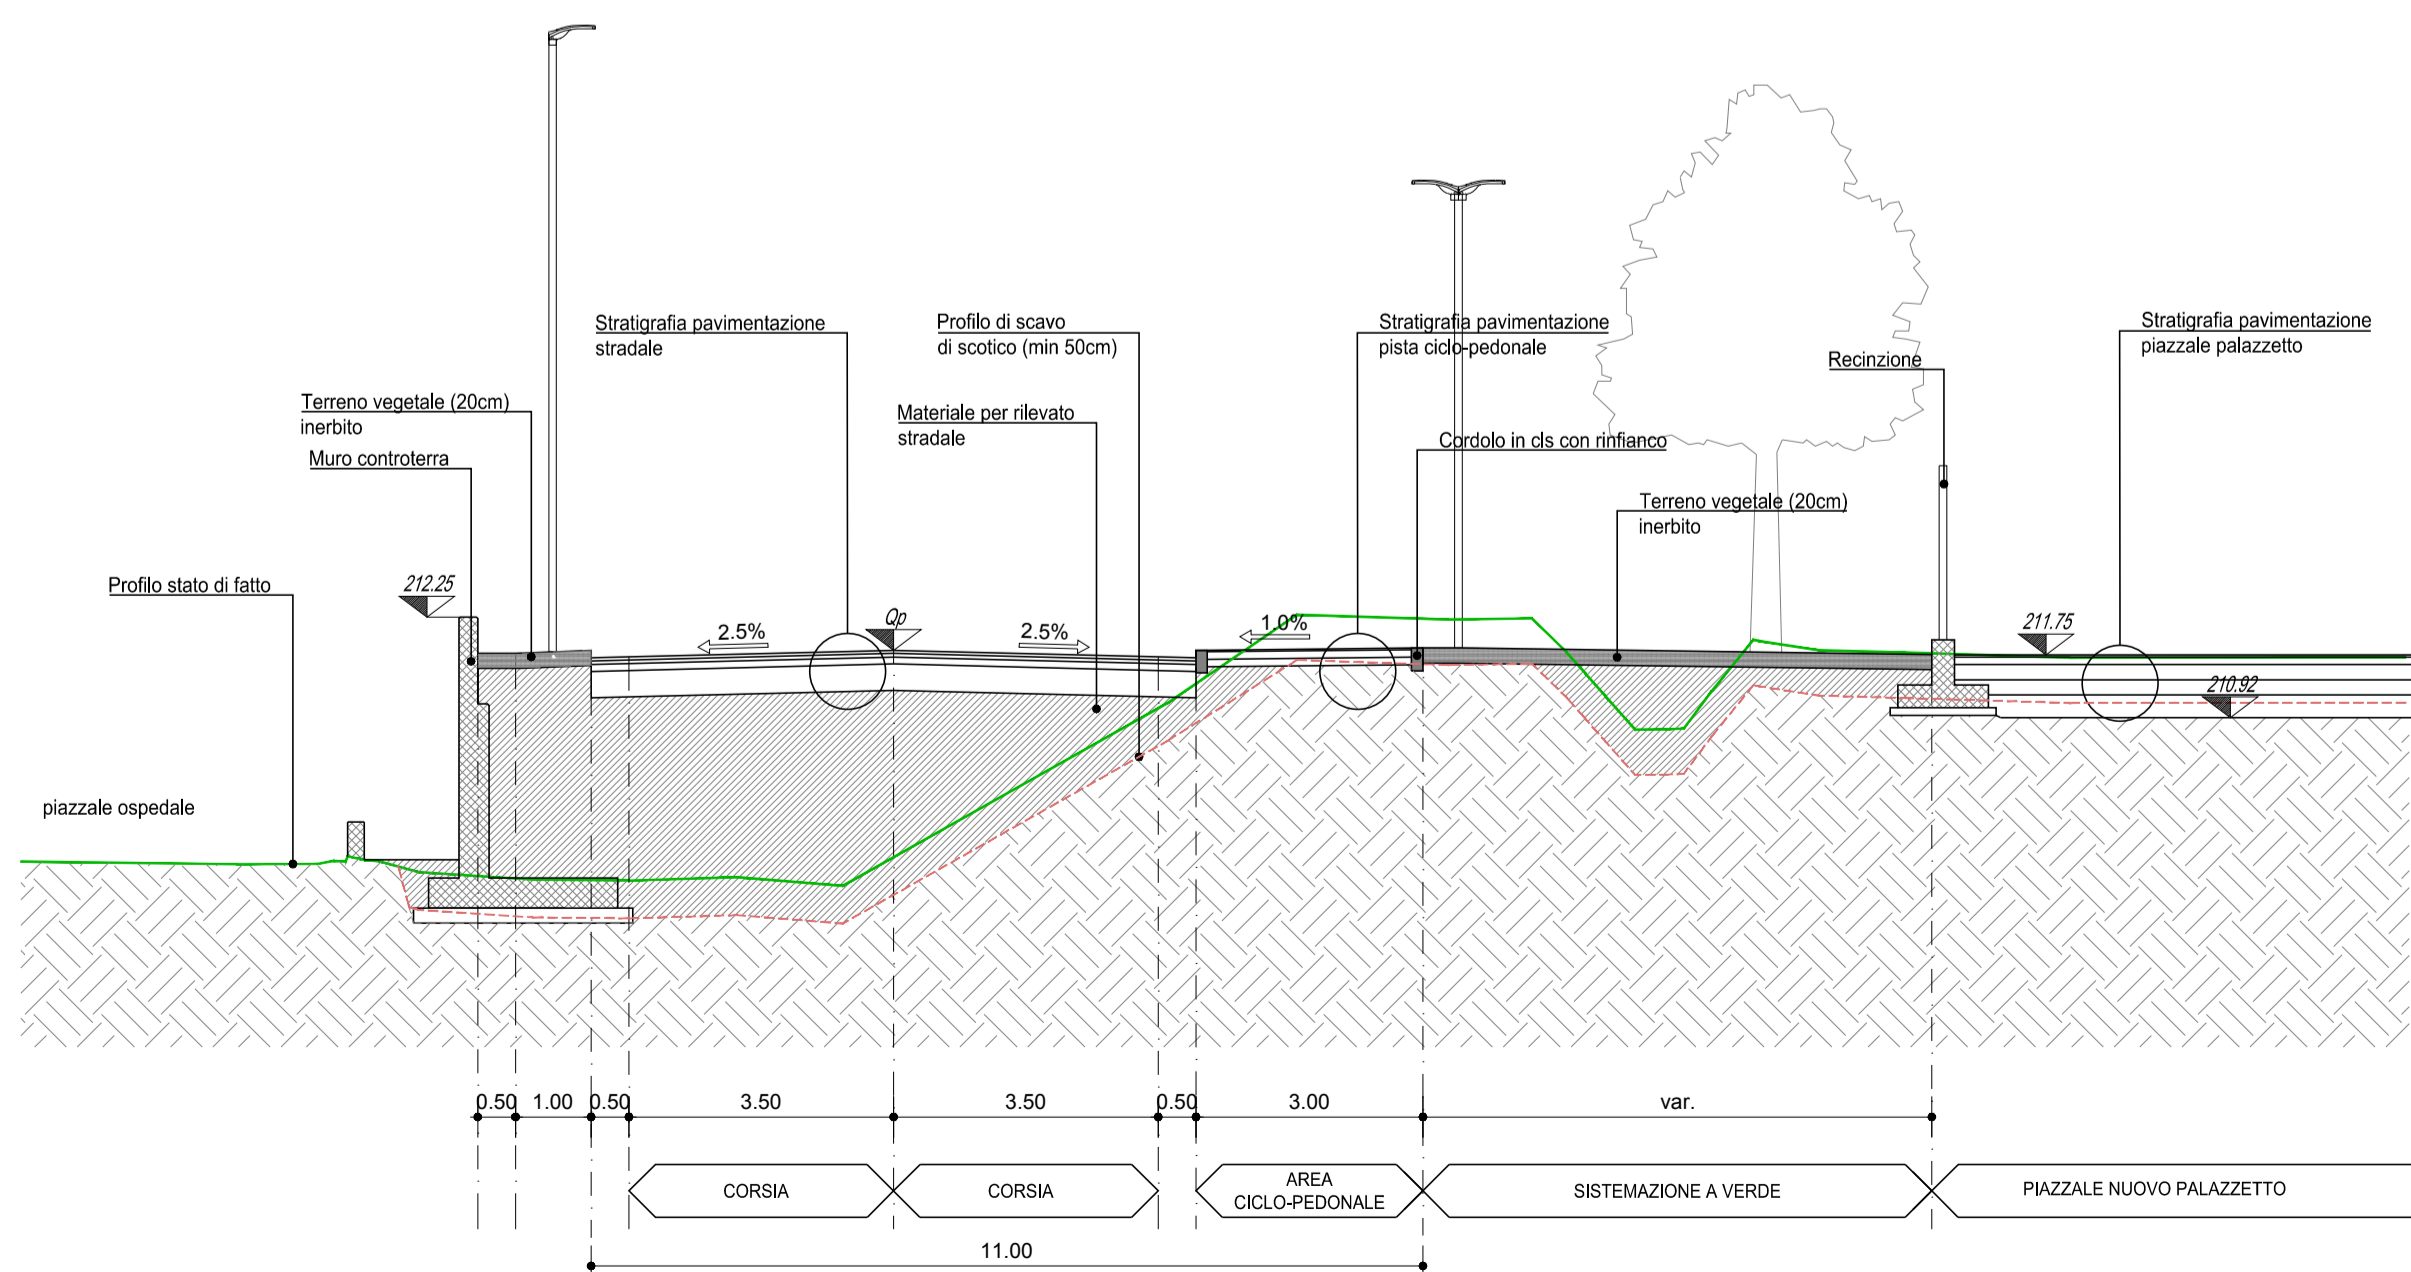 Stratigrafia pavimentazione
stradale
Profilo di scavo
di scotico (min 50cm)
Stratigrafia pavimentazione
pista ciclo-pedonale
Stratigrafia pavimentazione
piazzale palazzetto
Recinzione
Terreno vegetale (20cm)
inerbito
Materiale per rilevato
stradale
Cordolo in cls con rinfianco
Muro controterra
Terreno vegetale (20cm)
inerbito
Profilo stato di fatto
212.25
Qp
2.5%
2.5%
1.0%
211.75
210.92
piazzale ospedale
0.50
1.00
0.50
3.50
3.50
0.50
3.00
var.
CORSIA
CORSIA
AREA
CICLO-PEDONALE
SISTEMAZIONE A VERDE
PIAZZALE NUOVO PALAZZETTO
11.00